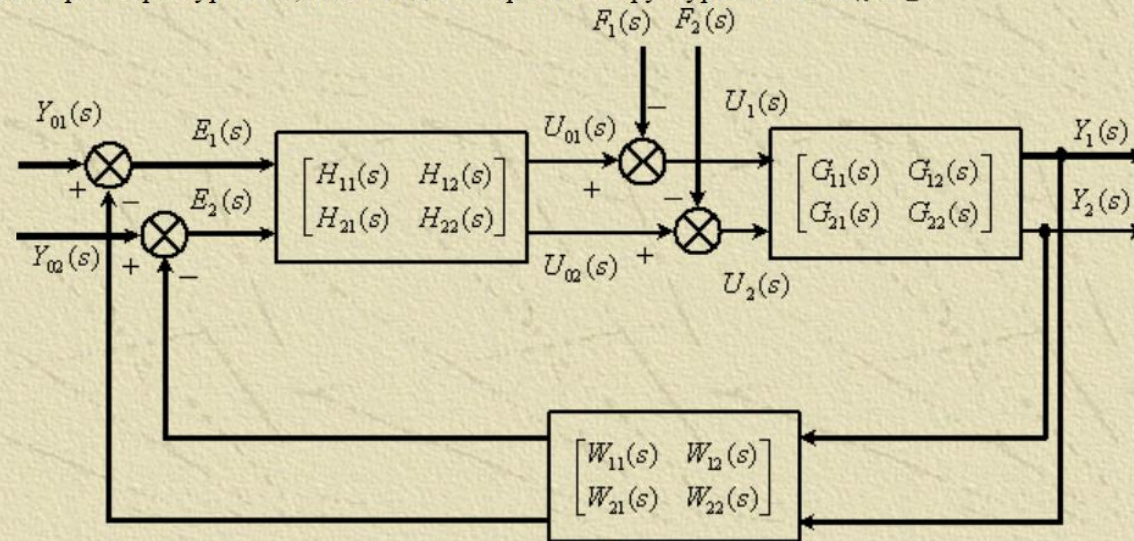 F₁(s) F₂(s)
Y₀₁(s) E₁(s) U₀₁(s) − U₁(s) Y₁(s)
H₁₁(s) H₁₂(s) G₁₁(s) G₁₂(s)
+ − E₂(s) + − Y₂(s)
H₂₁(s) H₂₂(s) G₂₁(s) G₂₂(s)
Y₀₂(s) + − U₀₂(s) + U₂(s)
W₁₁(s) W₁₂(s)
W₂₁(s) W₂₂(s)